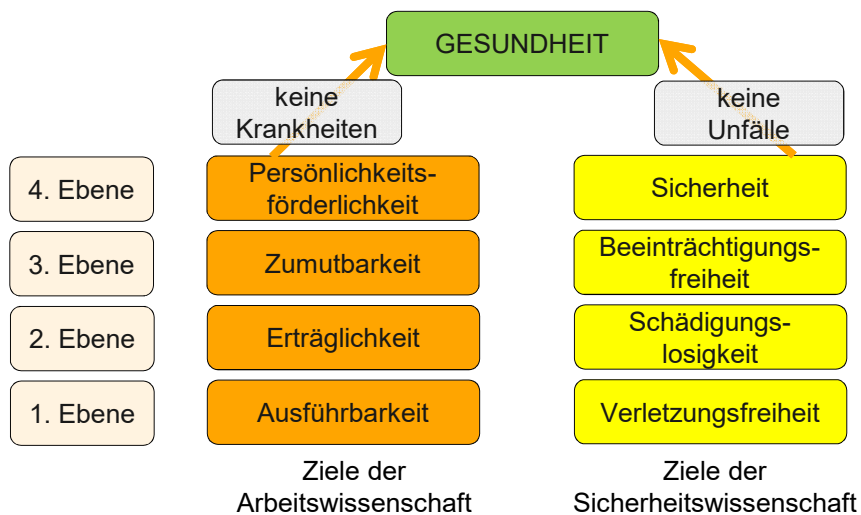 GESUNDHEIT
keine
Krankheiten
keine
Unfälle
4. Ebene
Persönlichkeits-
förderlichkeit
Sicherheit
3. Ebene
Zumutbarkeit
Beeinträchtigungs-
freiheit
2. Ebene
Erträglichkeit
Schädigungs-
losigkeit
1. Ebene
Ausführbarkeit
Verletzungsfreiheit
Ziele der
Arbeitswissenschaft
Ziele der
Sicherheitswissenschaft